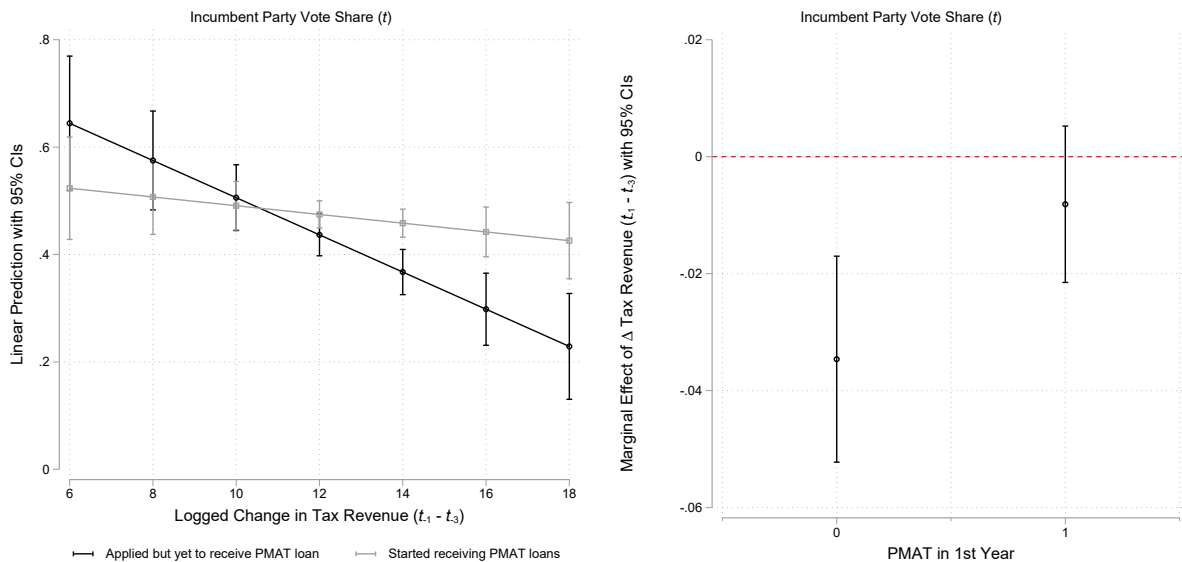 Incumbent Party Vote Share (t)
Linear Prediction with 95% CIs
.8
.6
.4
.2
0
6 8 10 12 14 16 18
Logged Change in Tax Revenue (t-1 - t-3)
Applied but yet to receive PMAT loan Started receiving PMAT loans
Incumbent Party Vote Share (t)
Marginal Effect of Δ Tax Revenue (t-1 - t-3) with 95% CIs
.02
0
-.02
-.04
-.06
0 1
PMAT in 1st Year